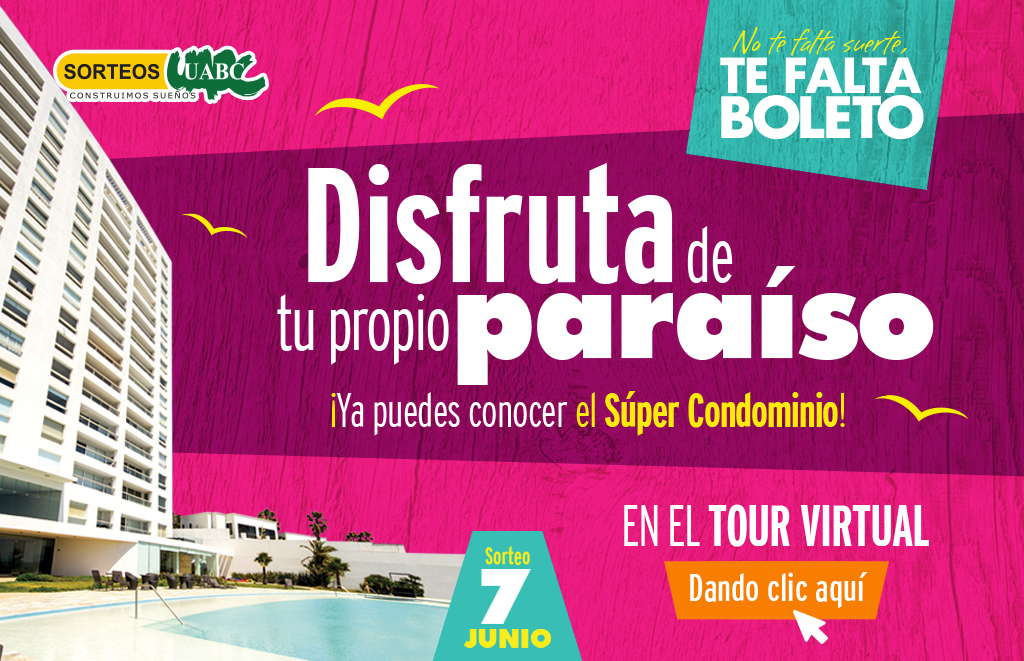 SORTEOS UABC
CONSTRUIMOS SUEÑOS
No te falta suerte,
TE FALTA
BOLETO
Disfruta de
tu propio paraíso
¡Ya puedes conocer el Súper Condominio!
EN EL TOUR VIRTUAL
Dando clic aquí
Sorteo
7
JUNIO